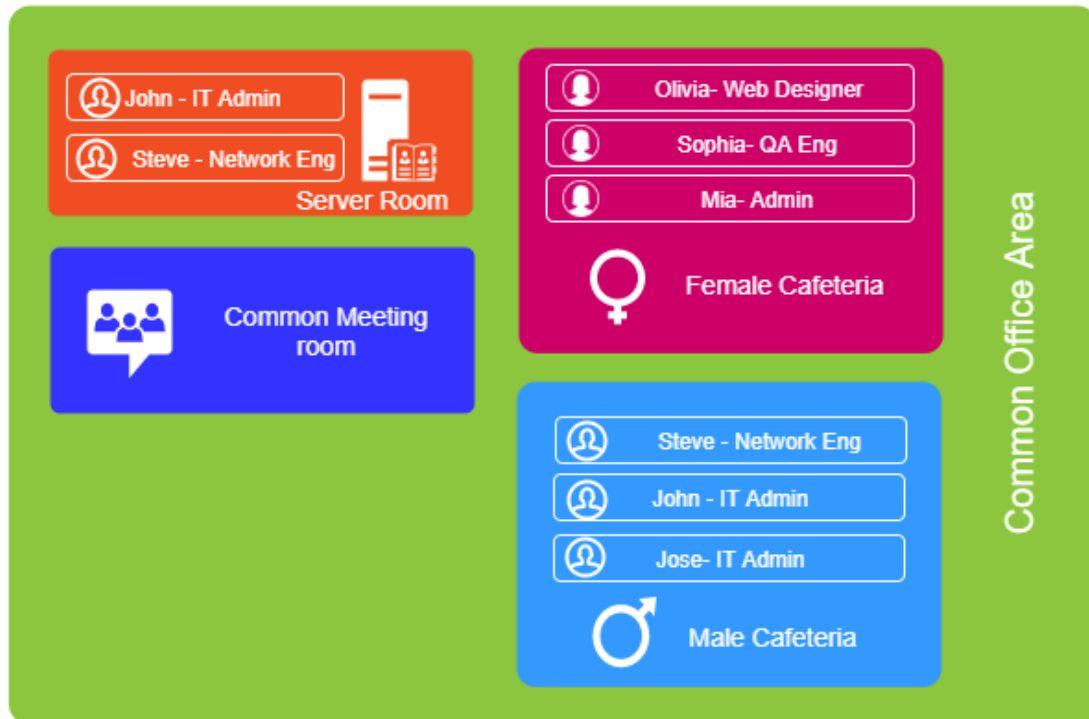 John - IT Admin
Steve - Network Eng
Server Room
Common Meeting
room
Olivia- Web Designer
Sophia- QA Eng
Mia- Admin
Female Cafeteria
Steve - Network Eng
John - IT Admin
Jose- IT Admin
Male Cafeteria
Common Office Area